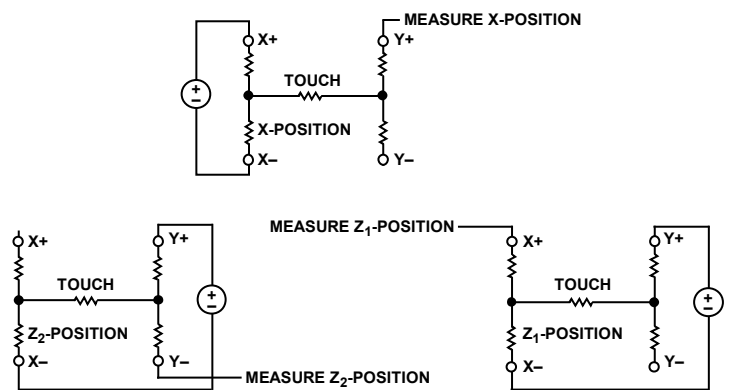 MEASURE X-POSITION
X+ Y+
TOUCH
+
–
X-POSITION
X– Y–
MEASURE Z₁-POSITION
X+ Y+ X+ Y+
TOUCH TOUCH
+ +
– –
Z₂-POSITION Z₁-POSITION
X– Y– X– Y–
MEASURE Z₂-POSITION